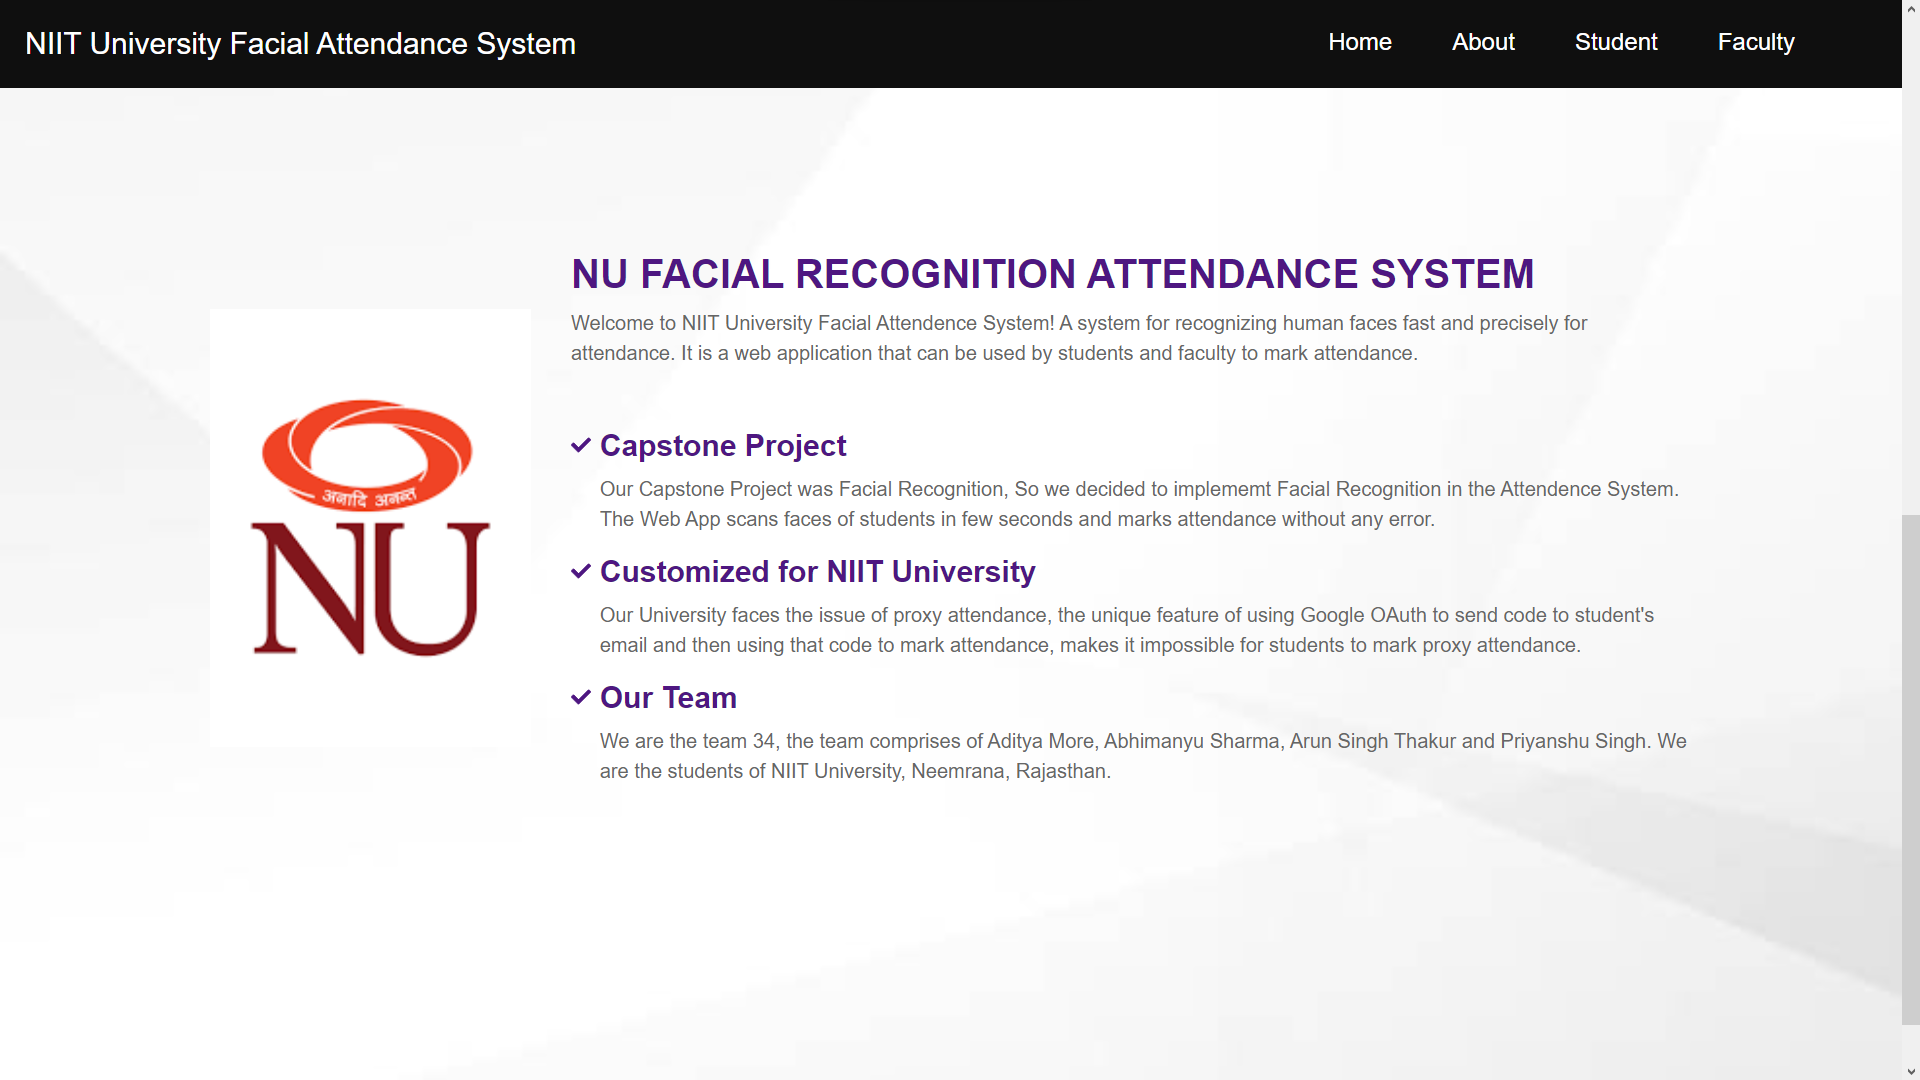 NIIT University Facial Attendance System
Home About Student Faculty
NU FACIAL RECOGNITION ATTENDANCE SYSTEM
Welcome to NIIT University Facial Attendence System! A system for recognizing human faces fast and precisely for
attendance. It is a web application that can be used by students and faculty to mark attendance.
अनादि अनन्त
NU
Capstone Project
Our Capstone Project was Facial Recognition, So we decided to implememt Facial Recognition in the Attendence System.
The Web App scans faces of students in few seconds and marks attendance without any error.
Customized for NIIT University
Our University faces the issue of proxy attendance, the unique feature of using Google OAuth to send code to student's
email and then using that code to mark attendance, makes it impossible for students to mark proxy attendance.
Our Team
We are the team 34, the team comprises of Aditya More, Abhimanyu Sharma, Arun Singh Thakur and Priyanshu Singh. We
are the students of NIIT University, Neemrana, Rajasthan.